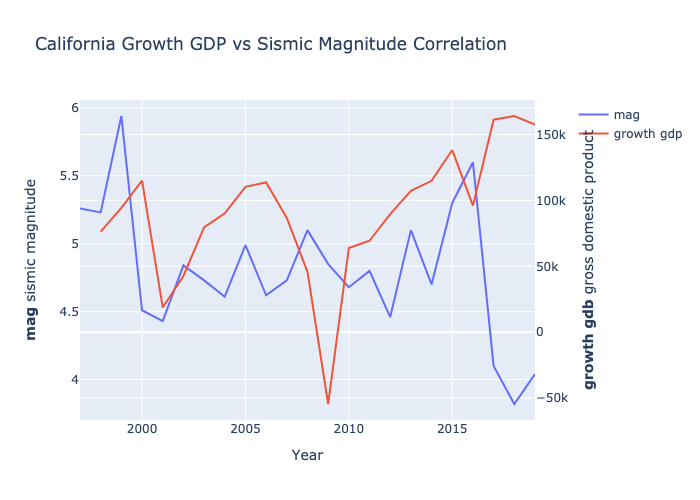 California Growth GDP vs Sismic Magnitude Correlation
mag
growth gdp
6
5.5
5
4.5
4
150k
100k
50k
0
−50k
2000
2005
2010
2015
Year
mag sismic magnitude
growth gdb gross domestic product